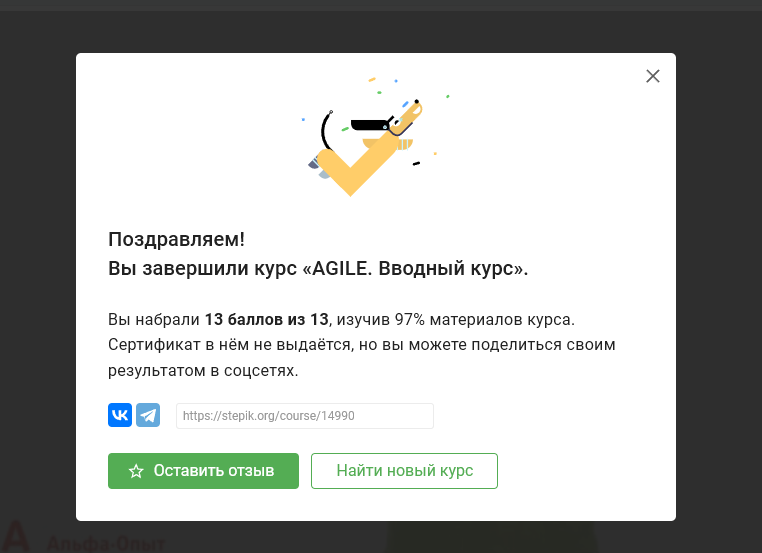 Поздравляем!
Вы завершили курс «AGILE. Вводный курс».
Вы набрали 13 баллов из 13, изучив 97% материалов курса.
Сертификат в нём не выдаётся, но вы можете поделиться своим
результатом в соцсетях.
https://stepik.org/course/14990
Оставить отзыв
Найти новый курс
А Альфа-Опыт